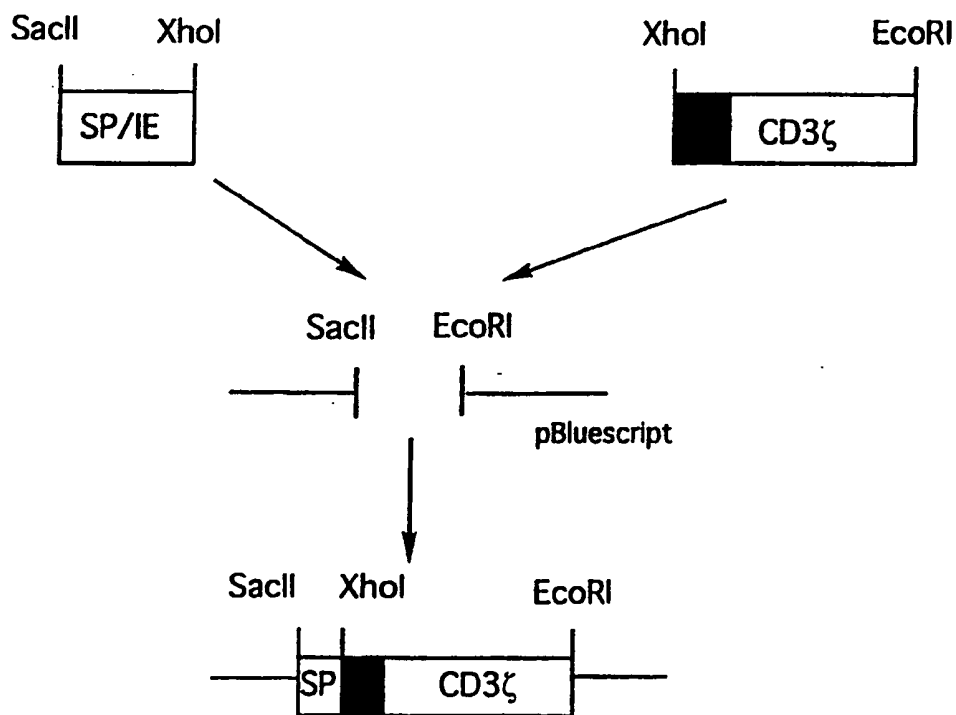 SacII XhoI XhoI EcoRI
SP/IE CD3ζ
SacII EcoRI
pBluescript
SacII XhoI EcoRI
SP CD3ζ